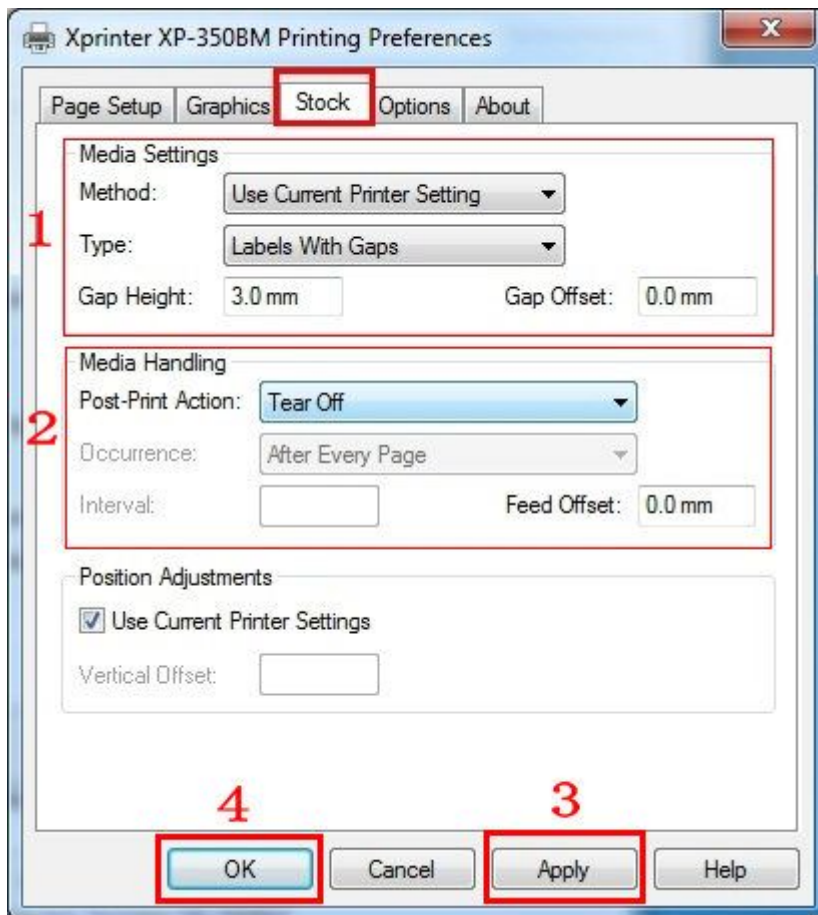 Xprinter XP-350BM Printing Preferences
Page Setup Graphics Stock Options About
Media Settings
Method: Use Current Printer Setting
1
Type: Labels With Gaps
Gap Height: 3.0 mm Gap Offset: 0.0 mm
Media Handling
Post-Print Action: Tear Off
2
Occurrence: After Every Page
Interval: Feed Offset: 0.0 mm
Position Adjustments
Use Current Printer Settings
Vertical Offset:
4 3
OK Cancel Apply Help